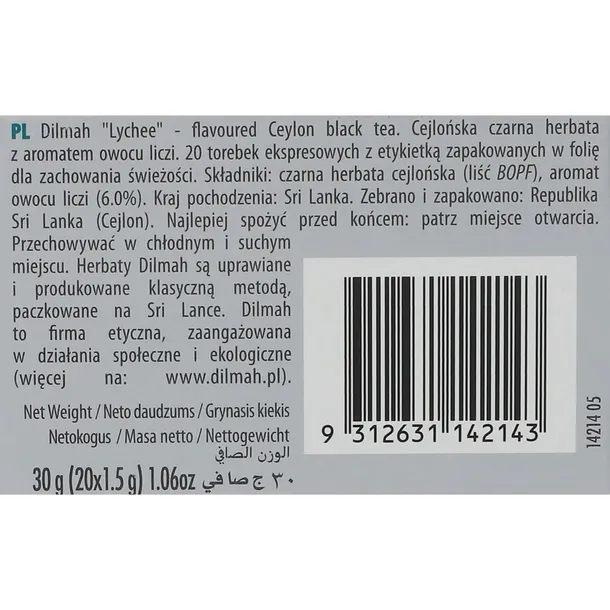 PL Dilmah "Lychee" - flavoured Ceylon black tea. Cejlońska czarna herbata
z aromatem owocu liczi. 20 torebek ekspresowych z etykietką zapakowanych w folię
dla zachowania świeżości. Składniki: czarna herbata cejlońska (liść BOPF), aromat
owocu liczi (6.0%). Kraj pochodzenia: Sri Lanka. Zebrano i zapakowano: Republika
Sri Lanka (Cejlon). Najlepiej spożyć przed końcem: patrz miejsce otwarcia.
Przechowywać w chłodnym i suchym
miejscu. Herbaty Dilmah są uprawiane
i produkowane klasyczną metodą,
paczkowane na Sri Lance. Dilmah
to firma etyczna, zaangażowana
w działania społeczne i ekologiczne
(więcej na: www.dilmah.pl).
Net Weight / Neto daudzums / Grynasis kiekis
Netokogus / Masa netto / Nettogewicht
الوزن الصافي
30 g (20x1.5 g) 1.06oz ٣٠ ج صافي
9 312631 142143
14214 05